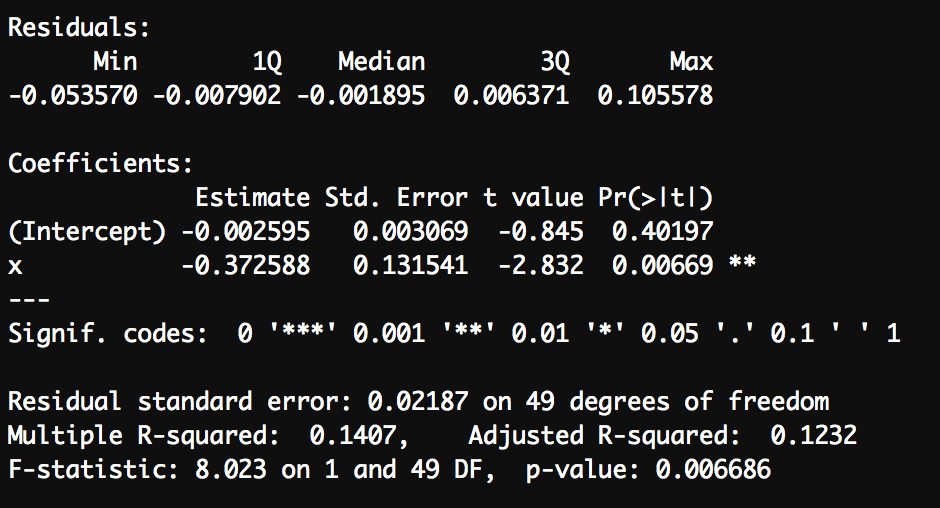 Residuals:
      Min        1Q    Median        3Q       Max
-0.053570 -0.007902 -0.001895  0.006371  0.105578

Coefficients:
             Estimate Std. Error t value Pr(>|t|)
(Intercept) -0.002595   0.003069  -0.845  0.40197
x           -0.372588   0.131541  -2.832  0.00669 **
---
Signif. codes:  0 '***' 0.001 '**' 0.01 '*' 0.05 '.' 0.1 ' ' 1

Residual standard error: 0.02187 on 49 degrees of freedom
Multiple R-squared:  0.1407,    Adjusted R-squared:  0.1232
F-statistic: 8.023 on 1 and 49 DF,  p-value: 0.006686